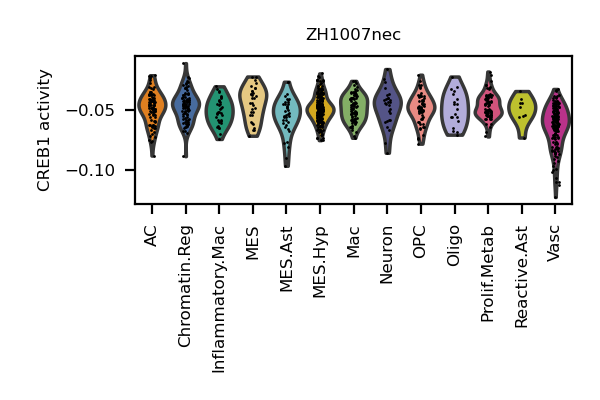 ZH1007nec
CREB1 activity
−0.05
−0.10
AC
Chromatin.Reg
Inflammatory.Mac
MES
MES.Ast
MES.Hyp
Mac
Neuron
OPC
Oligo
Prolif.Metab
Reactive.Ast
Vasc